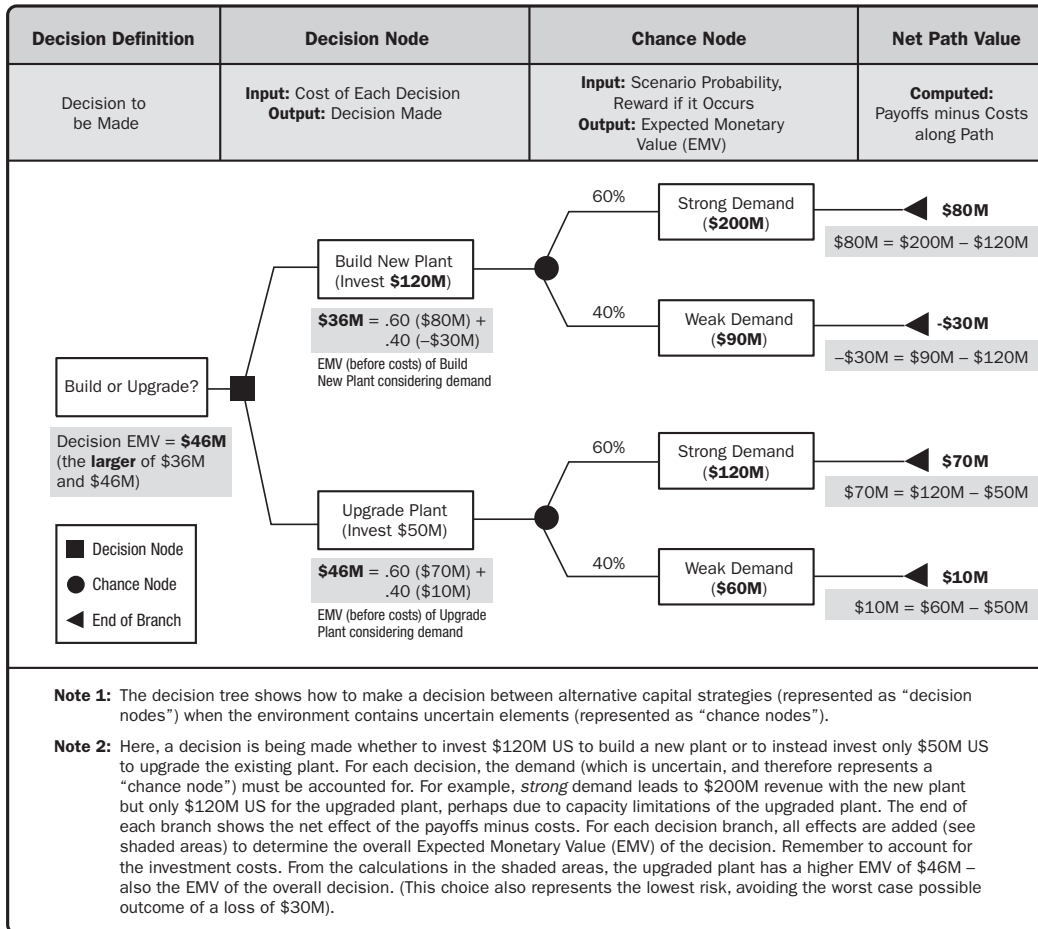 Decision Definition
Decision Node
Chance Node
Net Path Value
Decision to
be Made
Input: Cost of Each Decision
Output: Decision Made
Input: Scenario Probability,
Reward if it Occurs
Output: Expected Monetary
Value (EMV)
Computed:
Payoffs minus Costs
along Path
Build or Upgrade?
Decision EMV = $46M
(the larger of $36M
and $46M)
Build New Plant
(Invest $120M)
$36M = .60 ($80M) +
.40 (–$30M)
EMV (before costs) of Build
New Plant considering demand
60%
Strong Demand
($200M)
$80M
$80M = $200M – $120M
40%
Weak Demand
($90M)
-$30M
–$30M = $90M – $120M
Upgrade Plant
(Invest $50M)
$46M = .60 ($70M) +
.40 ($10M)
EMV (before costs) of Upgrade
Plant considering demand
60%
Strong Demand
($120M)
$70M
$70M = $120M – $50M
40%
Weak Demand
($60M)
$10M
$10M = $60M – $50M
Decision Node
Chance Node
End of Branch
Note 1: The decision tree shows how to make a decision between alternative capital strategies (represented as “decision
nodes”) when the environment contains uncertain elements (represented as “chance nodes”).
Note 2: Here, a decision is being made whether to invest $120M US to build a new plant or to instead invest only $50M US
to upgrade the existing plant. For each decision, the demand (which is uncertain, and therefore represents a
“chance node”) must be accounted for. For example, strong demand leads to $200M revenue with the new plant
but only $120M US for the upgraded plant, perhaps due to capacity limitations of the upgraded plant. The end of
each branch shows the net effect of the payoffs minus costs. For each decision branch, all effects are added (see
shaded areas) to determine the overall Expected Monetary Value (EMV) of the decision. Remember to account for
the investment costs. From the calculations in the shaded areas, the upgraded plant has a higher EMV of $46M –
also the EMV of the overall decision. (This choice also represents the lowest risk, avoiding the worst case possible
outcome of a loss of $30M).